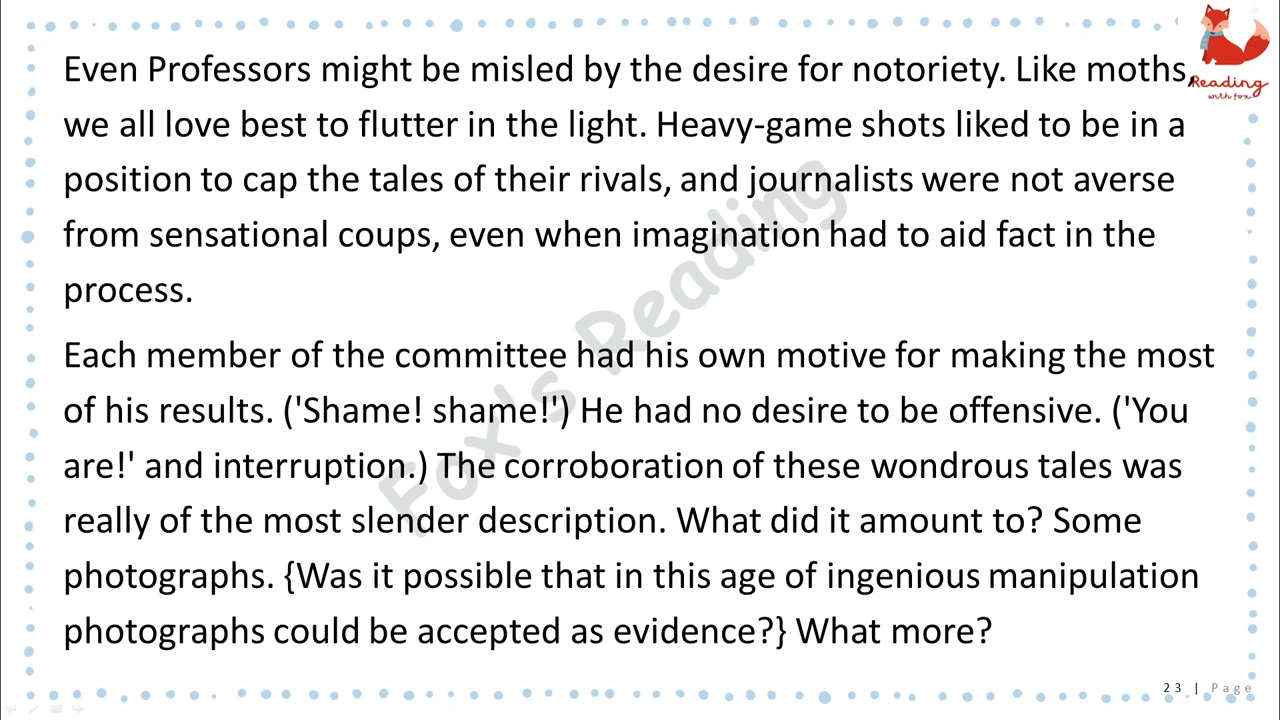 Even Professors might be misled by the desire for notoriety. Like moths,
we all love best to flutter in the light. Heavy-game shots liked to be in a
position to cap the tales of their rivals, and journalists were not averse
from sensational coups, even when imagination had to aid fact in the
process.
Each member of the committee had his own motive for making the most
of his results. ('Shame! shame!') He had no desire to be offensive. ('You
are!' and interruption.) The corroboration of these wondrous tales was
really of the most slender description. What did it amount to? Some
photographs. {Was it possible that in this age of ingenious manipulation
photographs could be accepted as evidence?} What more?
Reading
with fox
Fox's Reading
23 | Page